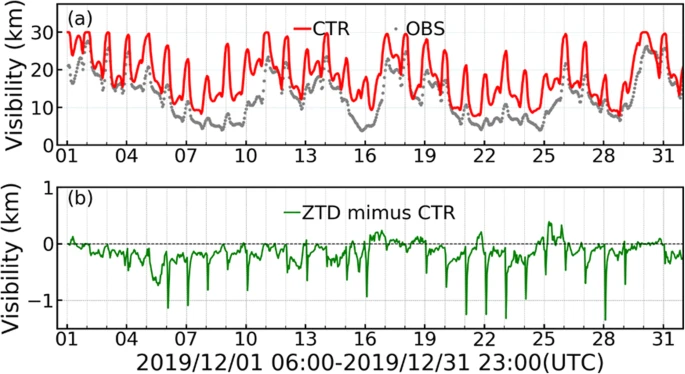 (a)
CTR
OBS
Visibility (km)
30
20
10
0
01 04 07 10 13 16 19 22 25 28 31
(b)
ZTD mimus CTR
Visibility (km)
1
0
−1
01 04 07 10 13 16 19 22 25 28 31
2019/12/01 06:00-2019/12/31 23:00(UTC)